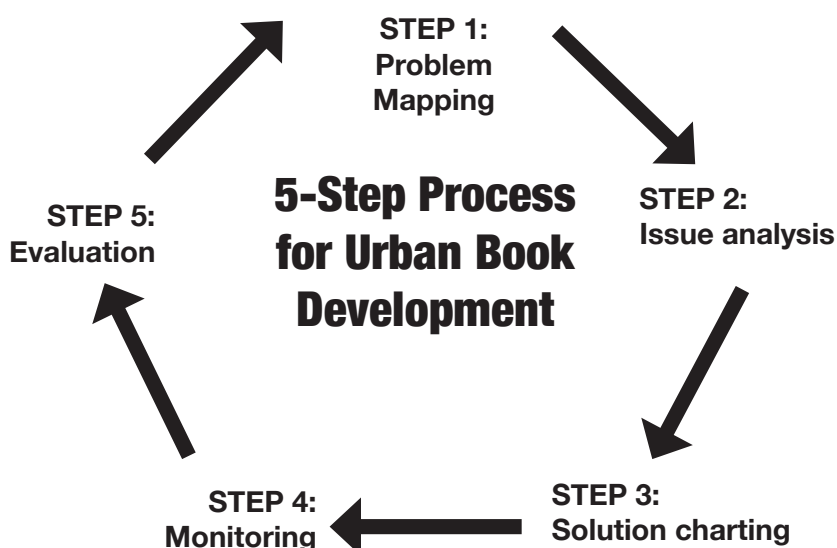 STEP 1:
Problem
Mapping
5-Step Process
for Urban Book
Development
STEP 2:
Issue analysis
STEP 3:
Solution charting
STEP 4:
Monitoring
STEP 5:
Evaluation